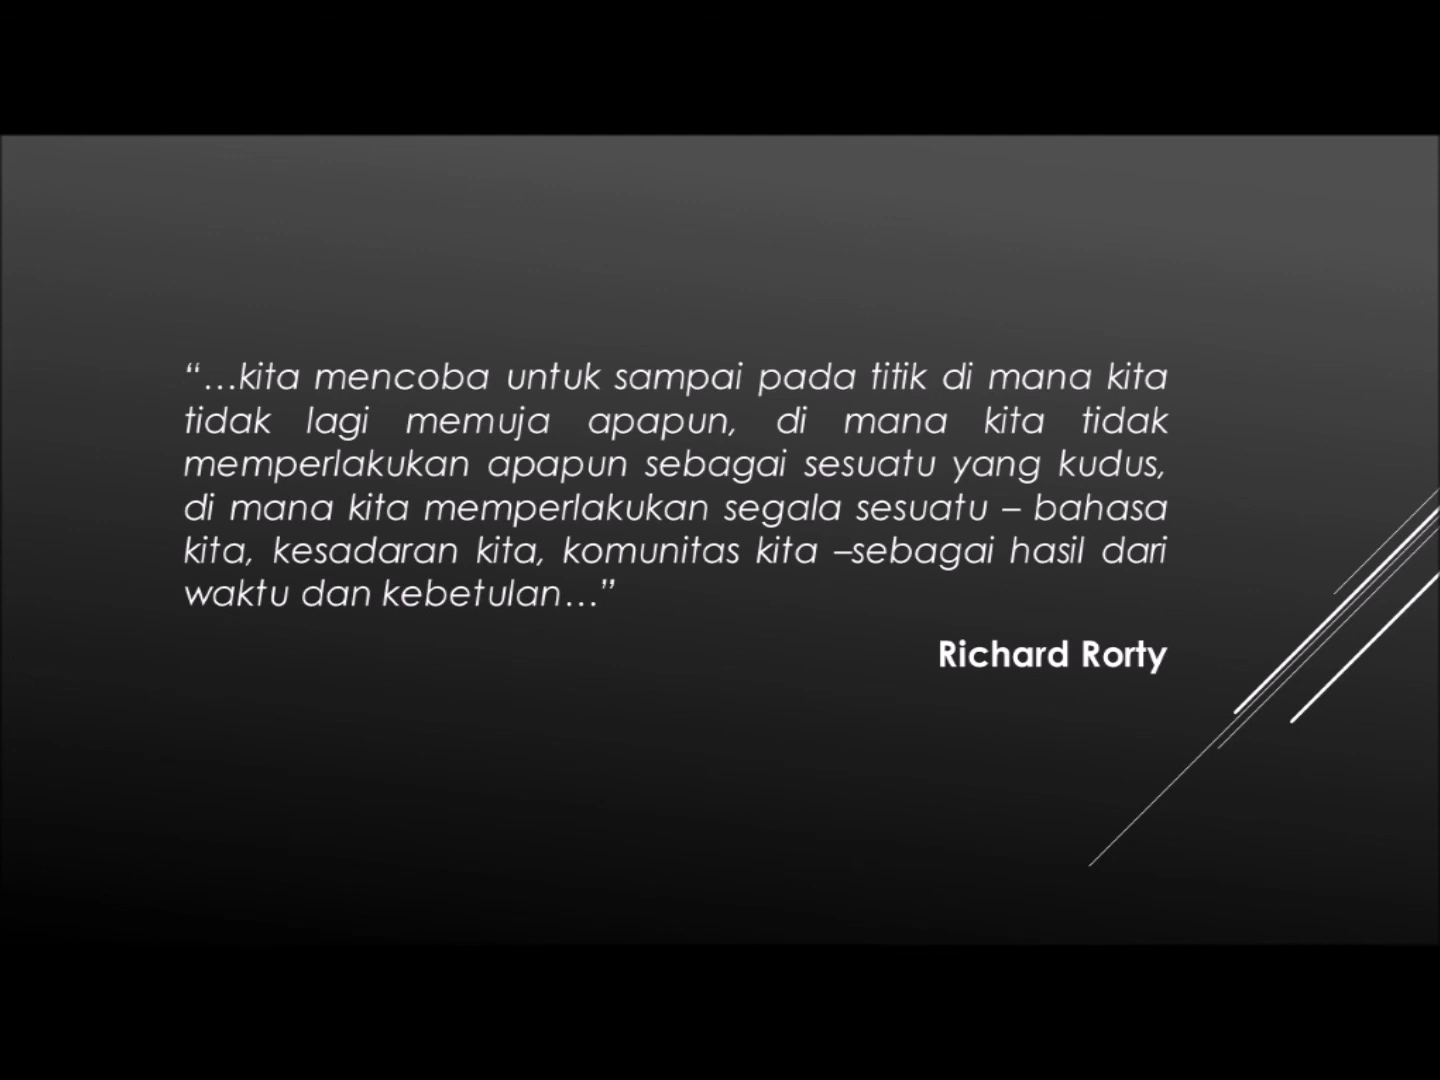 “…kita mencoba untuk sampai pada titik di mana kita
tidak lagi memuja apapun, di mana kita tidak
memperlakukan apapun sebagai sesuatu yang kudus,
di mana kita memperlakukan segala sesuatu – bahasa
kita, kesadaran kita, komunitas kita –sebagai hasil dari
waktu dan kebetulan…”
Richard Rorty